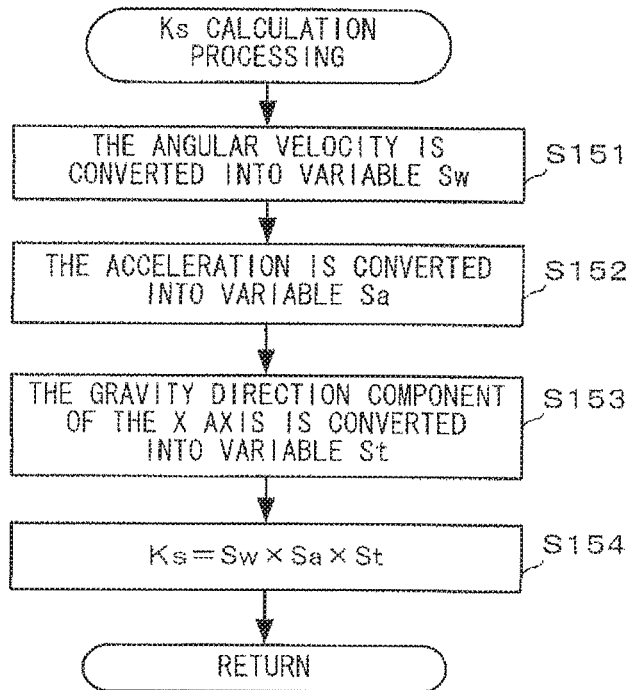 Ks CALCULATION
PROCESSING
THE ANGULAR VELOCITY IS
CONVERTED INTO VARIABLE Sw
S151
THE ACCELERATION IS CONVERTED
INTO VARIABLE Sa
S152
THE GRAVITY DIRECTION COMPONENT
OF THE X AXIS IS CONVERTED
INTO VARIABLE St
S153
Ks=Sw×Sa×St
S154
RETURN